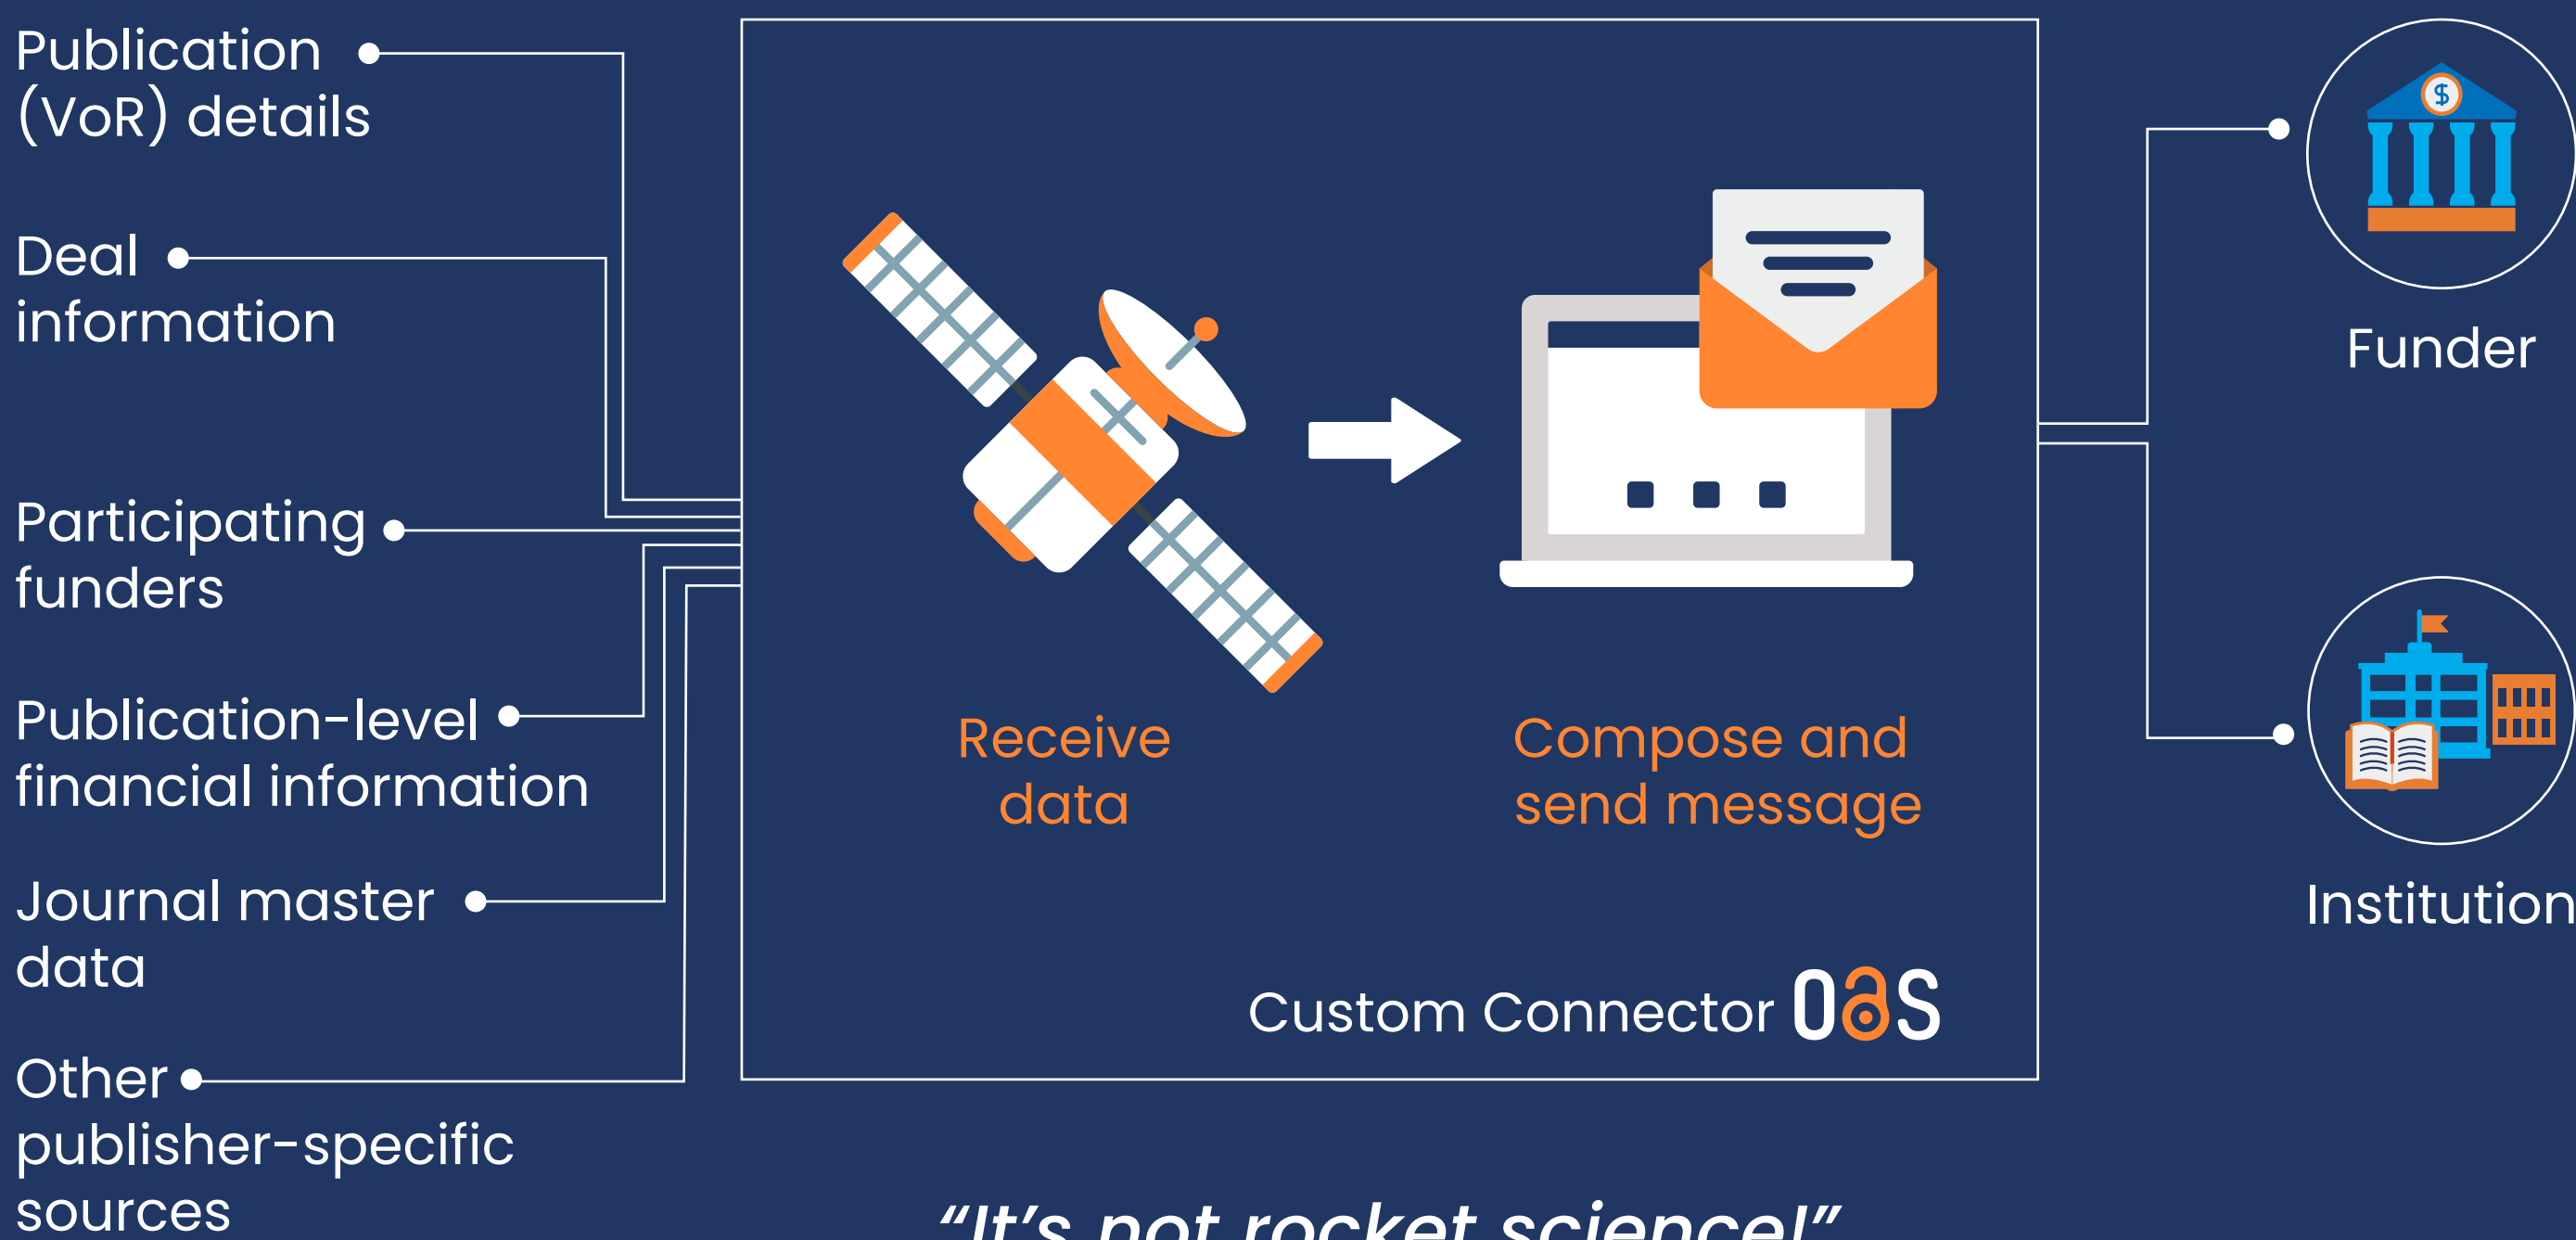 Publication
(VoR) details
Deal
information
Participating
funders
Publication-level
financial information
Journal master
data
Other
publisher-specific
sources
Receive
data
Compose and
send message
Custom Connector OaS
$
Funder
Institution
“It’s not rocket science!”